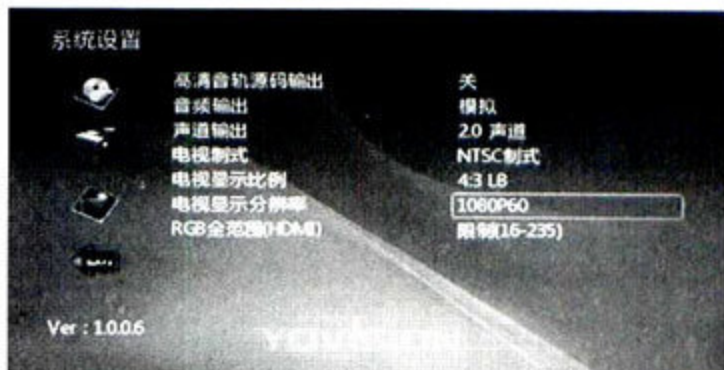 系统设置
高清音轨源码输出 关
音频输出 模拟
声道输出 2.0 声道
电视制式 NTSC制式
电视显示比例 4:3 LB
电视显示分辨率 1080P60
RGB全范围(HDMI) 限制(16-235)
Ver : 1.0.0.6